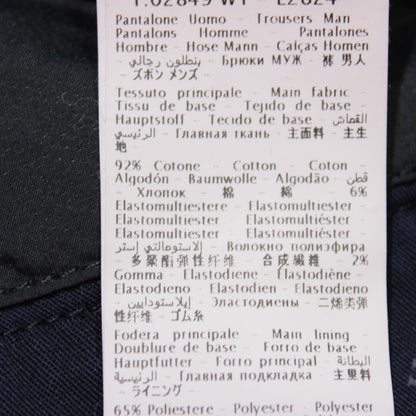 Pantalone Uomo - Trousers Man
Pantalons Homme - Pantalones
Hombre - Hose Mann - Calças Homen
- بنطلون رجالي - Брюки МУЖ - 裤 男人
- ズボン メンズ -
Tessuto principale - Main fabric
Tissu de base - Tejido de base
Hauptstoff - Tecido de base - القماش
الرئيسي - Главная ткань - 主面料 - 主生
地-
92% Cotone - Cotton - Coton -
Algodón - Baumwolle - Algodão - قطن
- Хлопок - 棉 - 綿 - 6%
Elastomultiestere - Elastomultiester -
Elastomultiester - Elastomultiéster -
Elastomultiester - Elastomultiéster -
الاستومالتي إستر - Волокно полиэфира
- 多聚酯弹性纤维 - 合成繊維 - 2%
Gomma - Elastodiene - Elastodiène -
Elastodieno - Elastodien - Elastodieno
- إيلاستودايين - Эластодиены - 二烯类弹
性纤维 - ゴム糸
Fodera principale - Main lining -
Doublure de base - Forro de base -
Hauptfutter - Forro principal - البطانة
الرئيسية - Главная подкладка - 主里料
- ライニング -
65% Poliestere - Polyester -